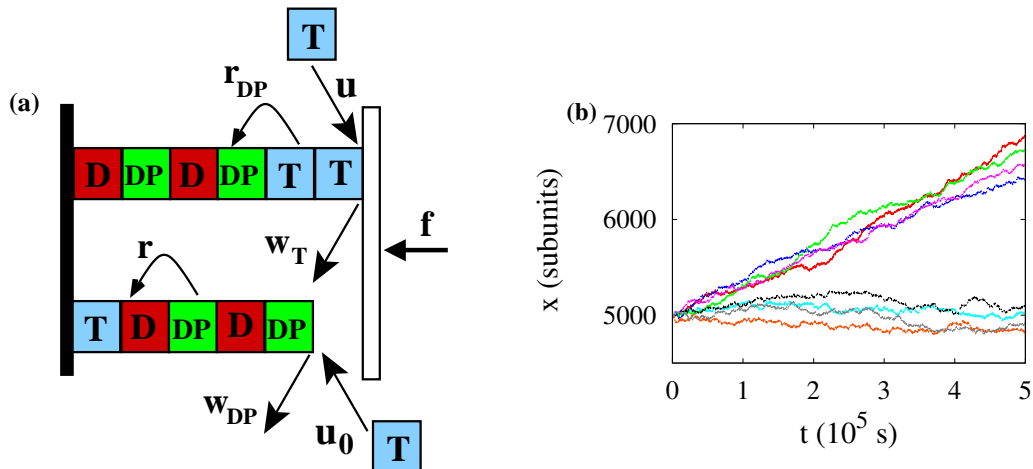 (a)
T
r_DP
u
D DP D DP T T
f
w_T
r
T D DP D DP
w_DP
u_0
T
(b)
7000
6000
5000
x (subunits)
0 1 2 3 4 5
t (10^5 s)